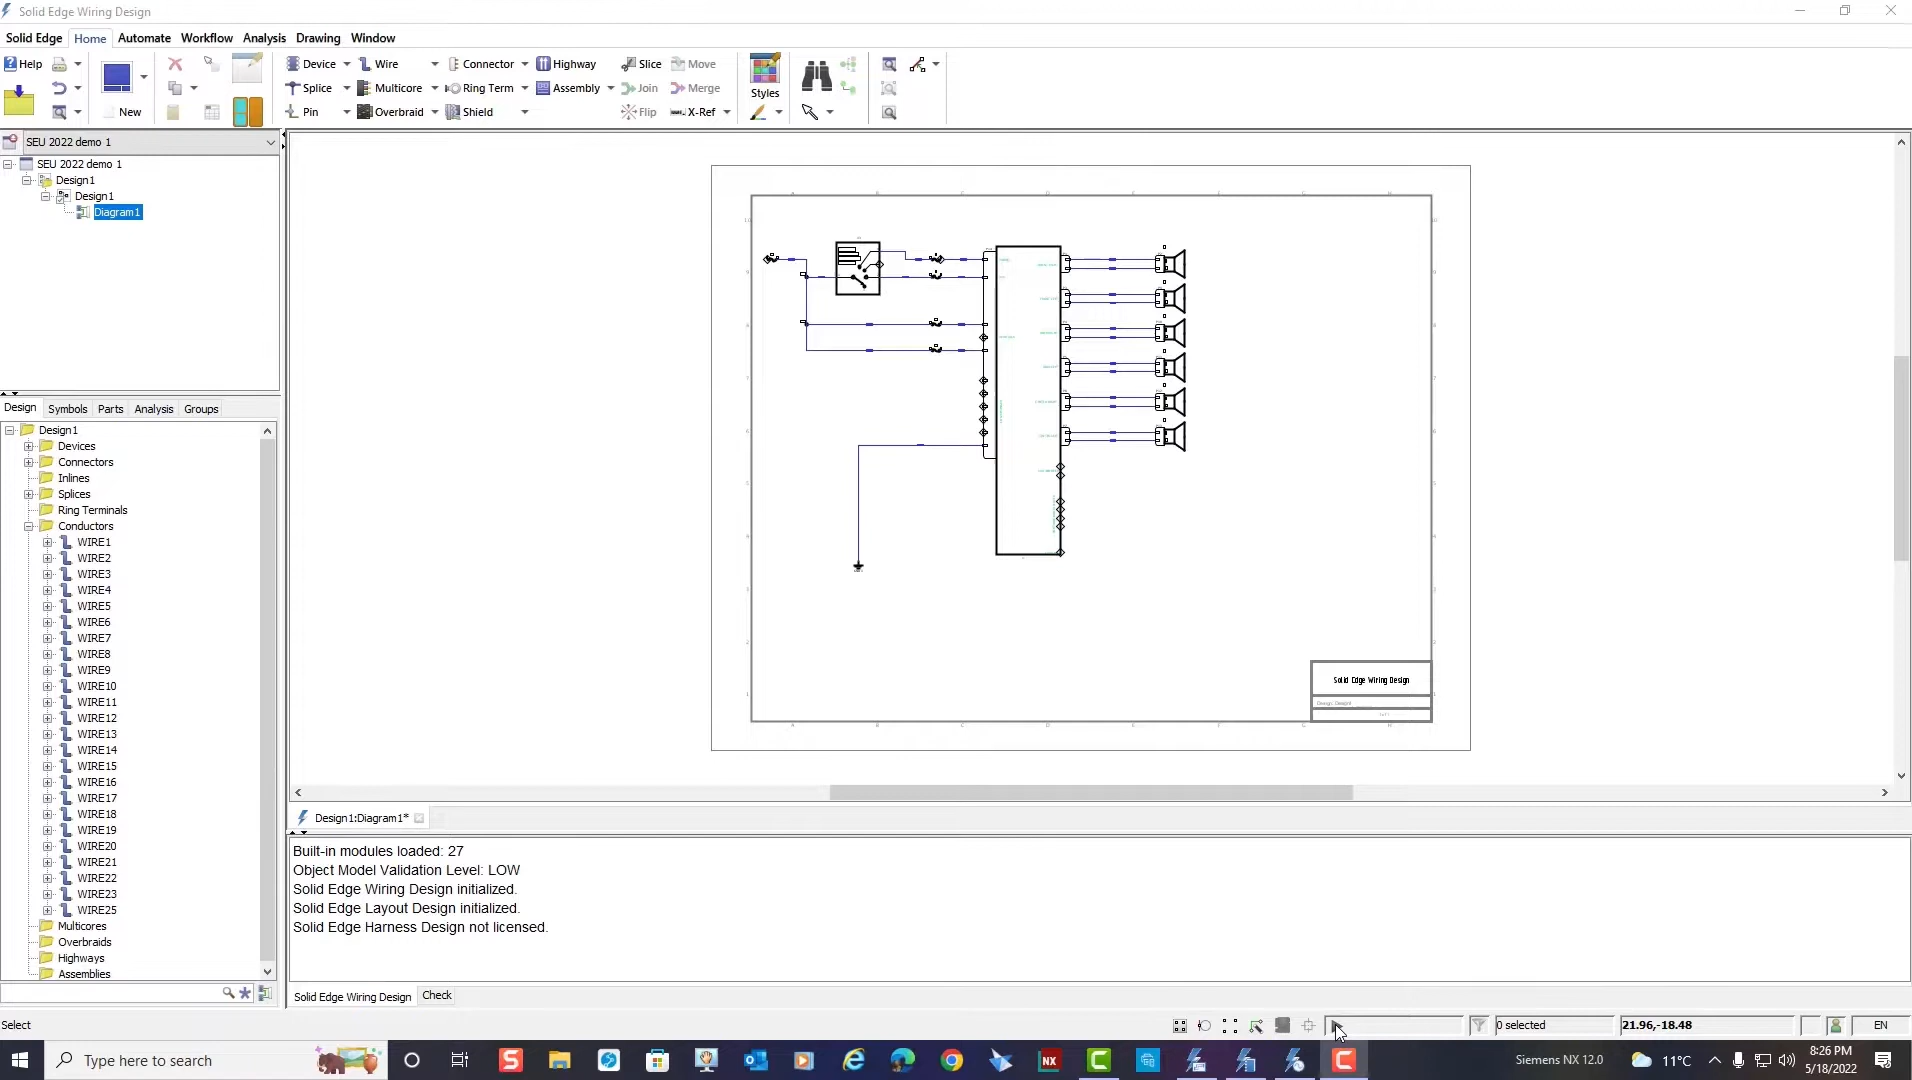 Solid Edge Wiring Design
Solid Edge Home Automate Workflow Analysis Drawing Window
Help Device Wire Connector Highway Slice Move
Splice Multicore Ring Term Assembly Join Merge Styles
New Pin Overbraid Shield Flip X-Ref
SEU 2022 demo 1
SEU 2022 demo 1
Design1
Design1
Diagram1
Design Symbols Parts Analysis Groups
Design1
Devices
Connectors
Inlines
Splices
Ring Terminals
Conductors
WIRE1
WIRE2
WIRE3
WIRE4
WIRE5
WIRE6
WIRE7
WIRE8
WIRE9
WIRE10
WIRE11
WIRE12
WIRE13
WIRE14
WIRE15
WIRE16
WIRE17
WIRE18
WIRE19
WIRE20
WIRE21
WIRE22
WIRE23
WIRE25
Multicores
Overbraids
Highways
Assemblies
Solid Edge Wiring Design
Design1:Diagram1*
Built-in modules loaded: 27
Object Model Validation Level: LOW
Solid Edge Wiring Design initialized.
Solid Edge Layout Design initialized.
Solid Edge Harness Design not licensed.
Solid Edge Wiring Design Check
Select 0 selected 21.96,-18.48 EN
Type here to search Siemens NX 12.0 11°C 8:26 PM
5/18/2022